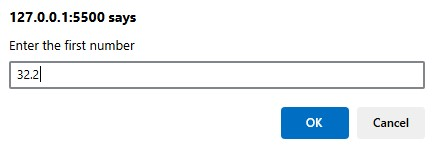 127.0.0.1:5500 says
Enter the first number
32.2
OK Cancel